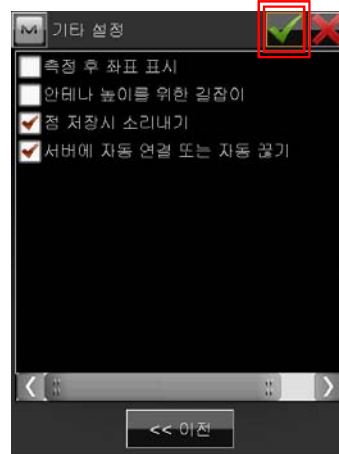 M 기타 설정
측정 후 좌표 표시
안테나 높이를 위한 길잡이
점 저장시 소리내기
서버에 자동 연결 또는 자동 끊기
<< 이전